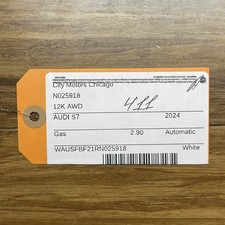 City Motors Chicago
N025918
12K AWD
411
AUDI S7 2024
Gas 2.90 Automatic
WAUSFBF21RN025918 White